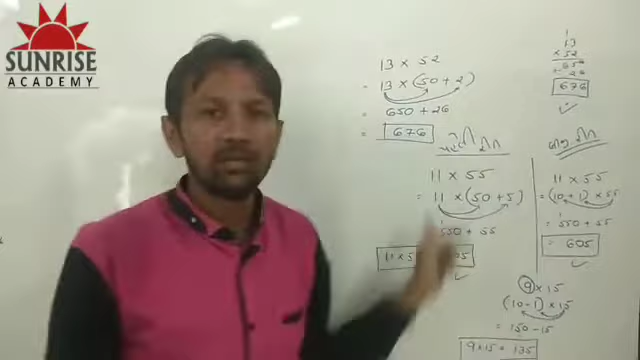 SUNRISE
ACADEMY
13 × 52
= 13 × (50 + 2)
= 650 + 26
= 676
13
×52
676
11 × 55
= 11 × (50 + 5)
550 + 55
11 × 5
11 × 55
= (10 + 1) × 55
= 550 + 55
= 605
9 × 15
(10 - 1) × 15
= 150 - 15
9 × 15 = 135